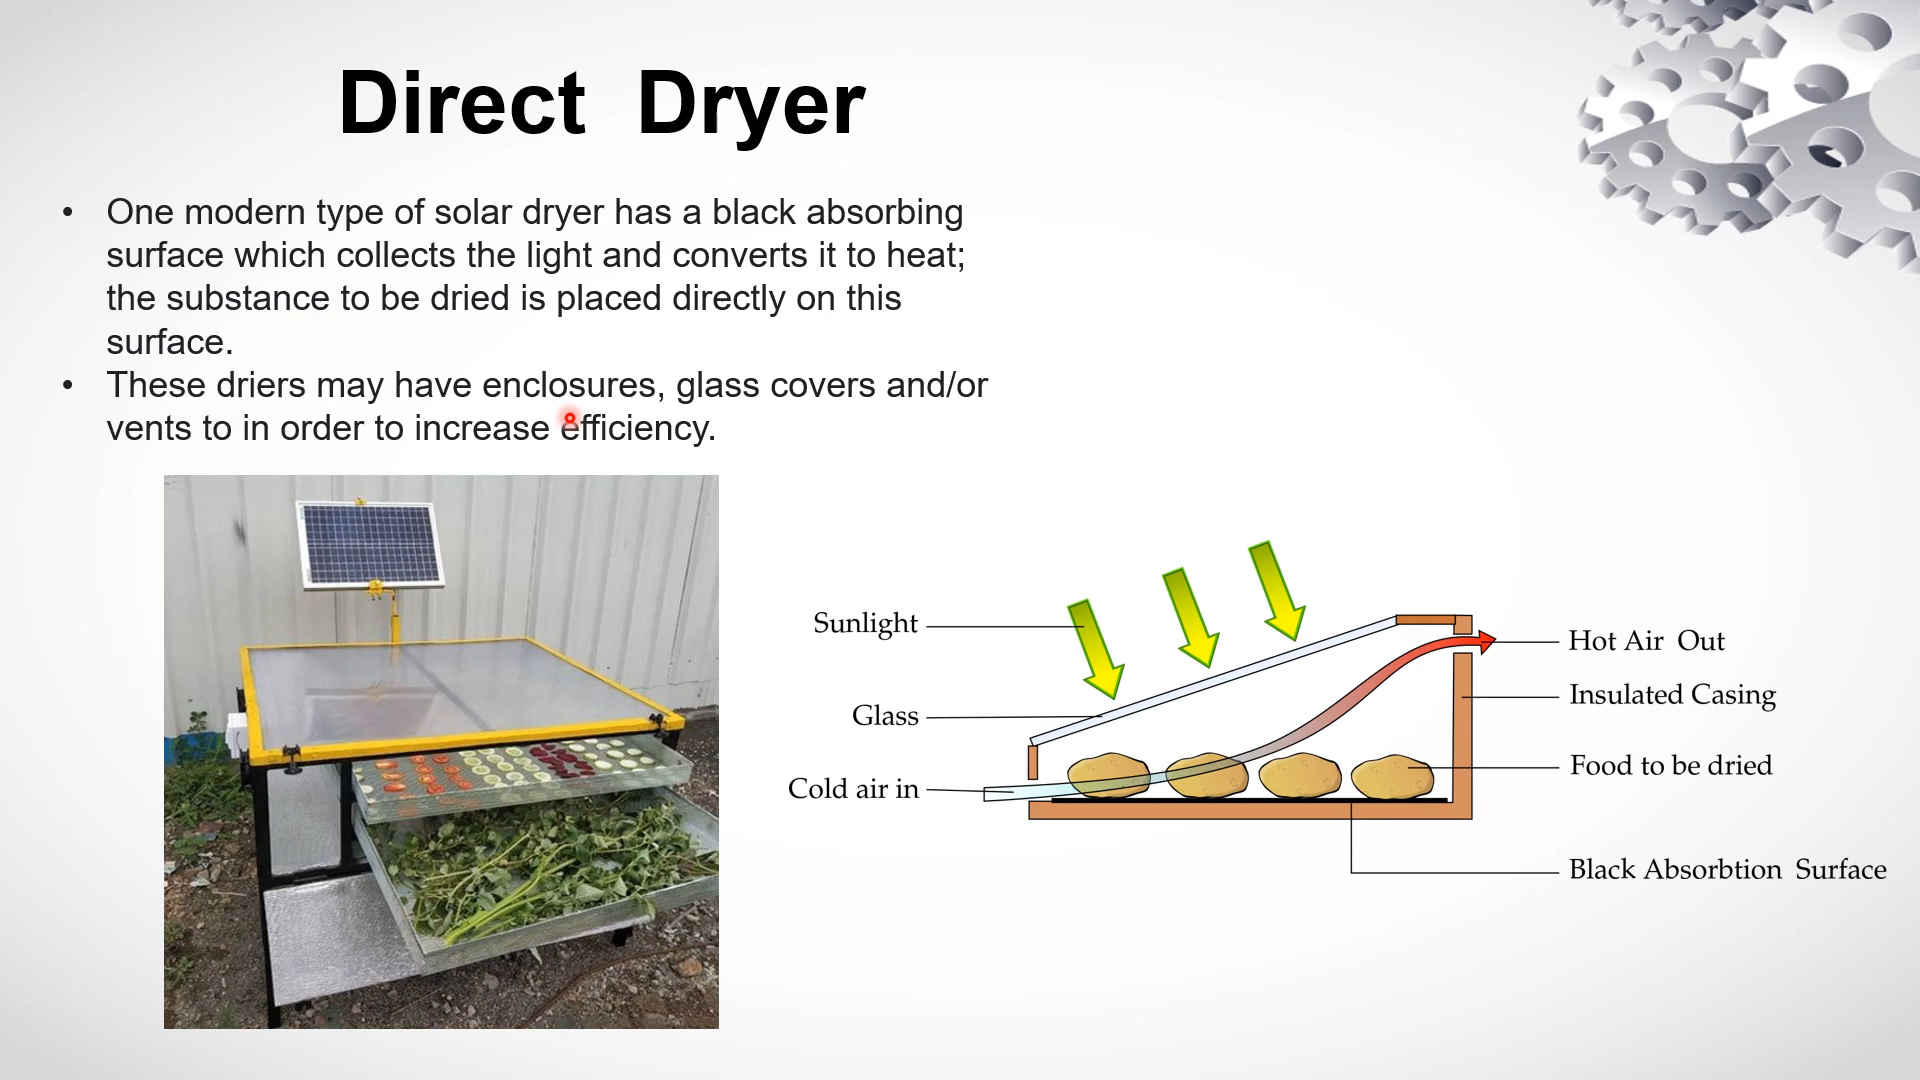 Direct Dryer
• One modern type of solar dryer has a black absorbing
surface which collects the light and converts it to heat;
the substance to be dried is placed directly on this
surface.
• These driers may have enclosures, glass covers and/or
vents to in order to increase efficiency.
Sunlight
Glass
Cold air in
Hot Air Out
Insulated Casing
Food to be dried
Black Absorbtion Surface